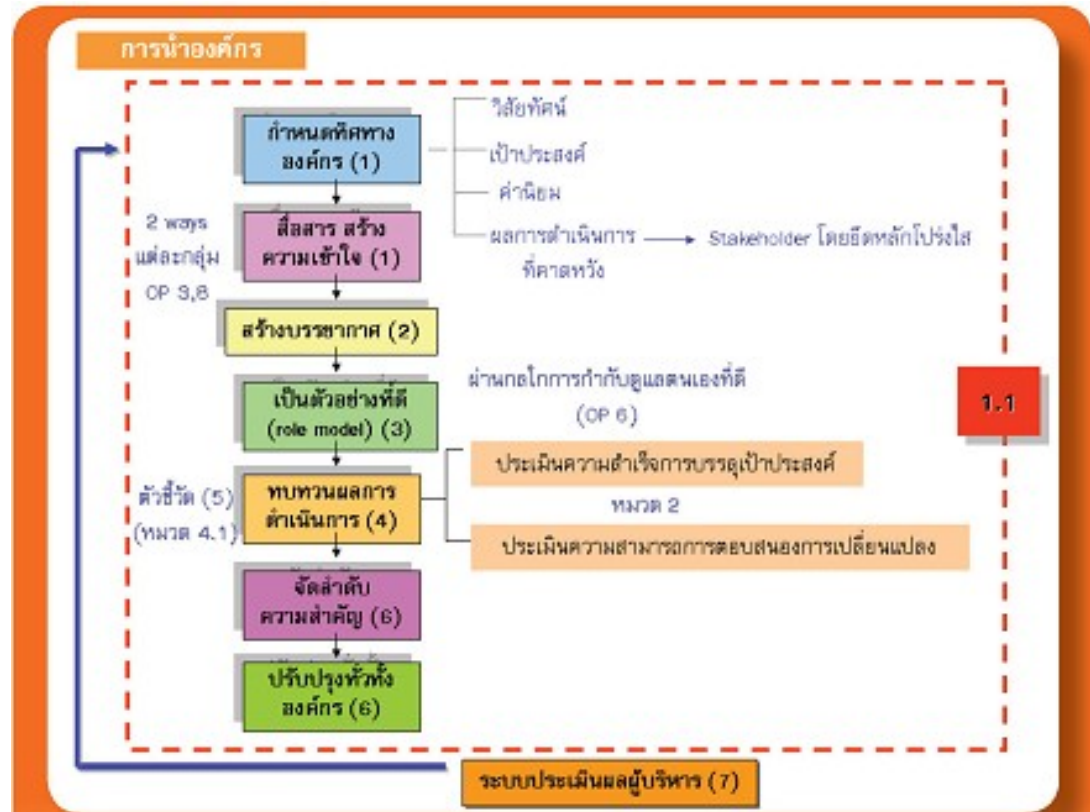 การนำองค์กร
กำหนดทิศทาง
องค์กร (1)
วิสัยทัศน์
เป้าประสงค์
ค่านิยม
ผลการดำเนินการ
ที่คาดหวัง
Stakeholder โดยยึดหลักโปร่งใส
2 ways
แต่ละกลุ่ม
OP 3,8
สื่อสาร สร้าง
ความเข้าใจ (1)
สร้างบรรยากาศ (2)
เป็นตัวอย่างที่ดี
(role model) (3)
ผ่านกลไกการกำกับดูแลตนเองที่ดี
(OP 6)
1.1
ตัวชี้วัด (5)
(หมวด 4.1)
ทบทวนผลการ
ดำเนินการ (4)
ประเมินความสำเร็จการบรรลุเป้าประสงค์
หมวด 2
ประเมินความสามารถการตอบสนองการเปลี่ยนแปลง
จัดลำดับ
ความสำคัญ (6)
ปรับปรุงทั่วทั้ง
องค์กร (6)
ระบบประเมินผลผู้บริหาร (7)